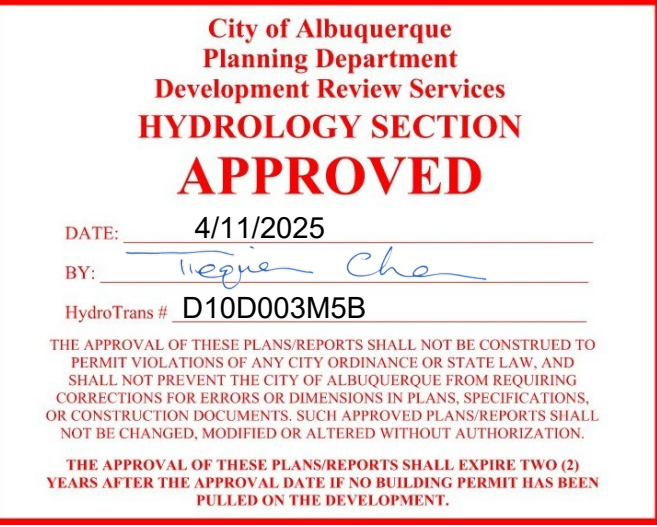 City of Albuquerque
Planning Department
Development Review Services
HYDROLOGY SECTION
APPROVED
DATE: 4/11/2025
BY:
HydroTrans # D10D003M5B
THE APPROVAL OF THESE PLANS/REPORTS SHALL NOT BE CONSTRUED TO
PERMIT VIOLATIONS OF ANY CITY ORDINANCE OR STATE LAW, AND
SHALL NOT PREVENT THE CITY OF ALBUQUERQUE FROM REQUIRING
CORRECTIONS FOR ERRORS OR DIMENSIONS IN PLANS, SPECIFICATIONS,
OR CONSTRUCTION DOCUMENTS. SUCH APPROVED PLANS/REPORTS SHALL
NOT BE CHANGED, MODIFIED OR ALTERED WITHOUT AUTHORIZATION.
THE APPROVAL OF THESE PLANS/REPORTS SHALL EXPIRE TWO (2)
YEARS AFTER THE APPROVAL DATE IF NO BUILDING PERMIT HAS BEEN
PULLED ON THE DEVELOPMENT.